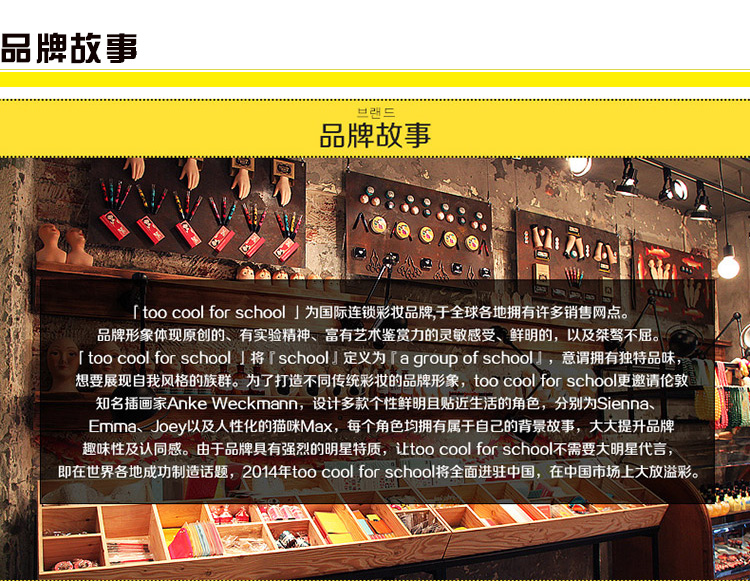 品牌故事
브랜드
品牌故事
「too cool for school 」为国际连锁彩妆品牌,于全球各地拥有许多销售网点。
品牌形象体现原创的、有实验精神、富有艺术鉴赏力的灵敏感受、鲜明的，以及桀骜不屈。
「too cool for school 」将『school』定义为『a group of school』，意谓拥有独特品味，
想要展现自我风格的族群。为了打造不同传统彩妆的品牌形象，too cool for school更邀请伦敦
知名插画家Anke Weckmann，设计多款个性鲜明且贴近生活的角色，分别为Sienna、
Emma、Joey以及人性化的猫咪Max，每个角色均拥有属于自己的背景故事，大大提升品牌
趣味性及认同感。由于品牌具有强烈的明星特质，让too cool for school不需要大明星代言，
即在世界各地成功制造话题，2014年too cool for school将全面进驻中国，在中国市场上大放溢彩。